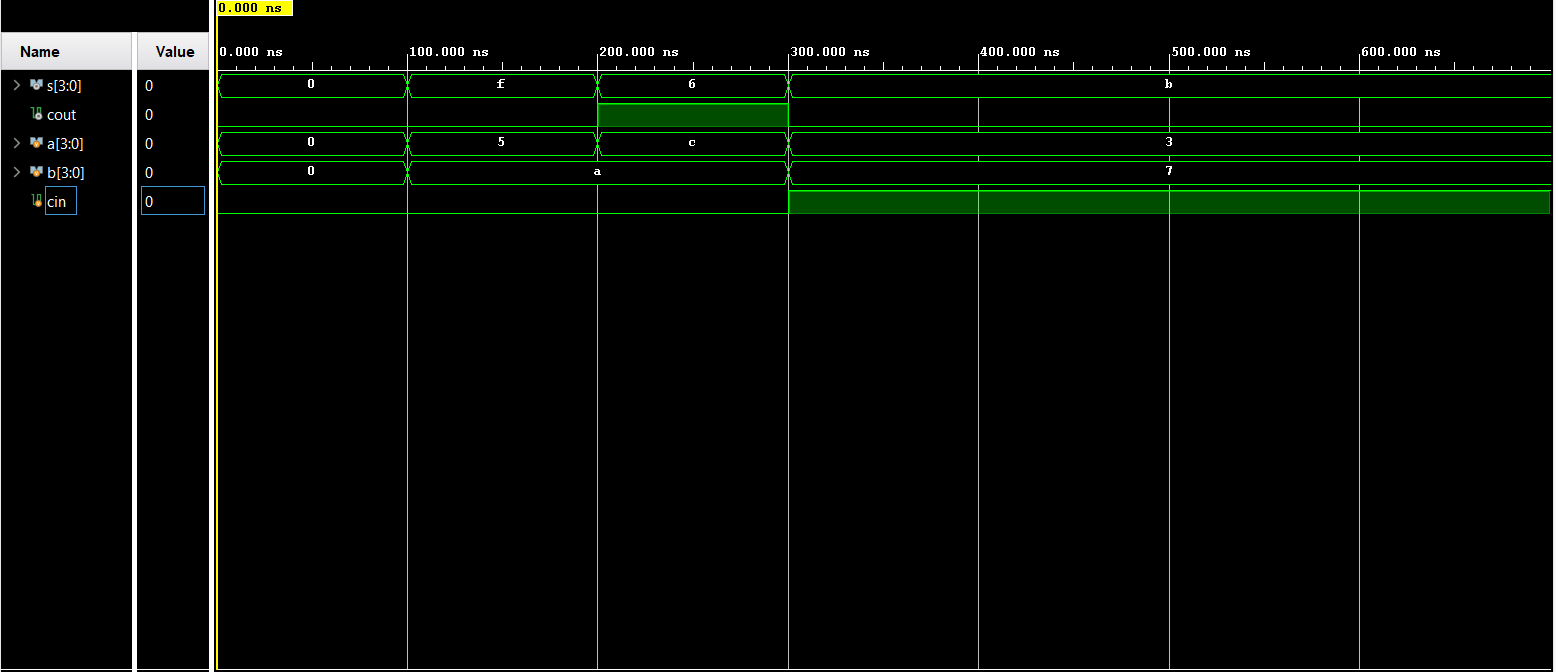 0.000 ns
Name Value
0.000 ns 100.000 ns 200.000 ns 300.000 ns 400.000 ns 500.000 ns 600.000 ns
s[3:0] 0 0 f 6 b
cout 0
a[3:0] 0 0 5 c 3
b[3:0] 0 0 a 7
cin 0